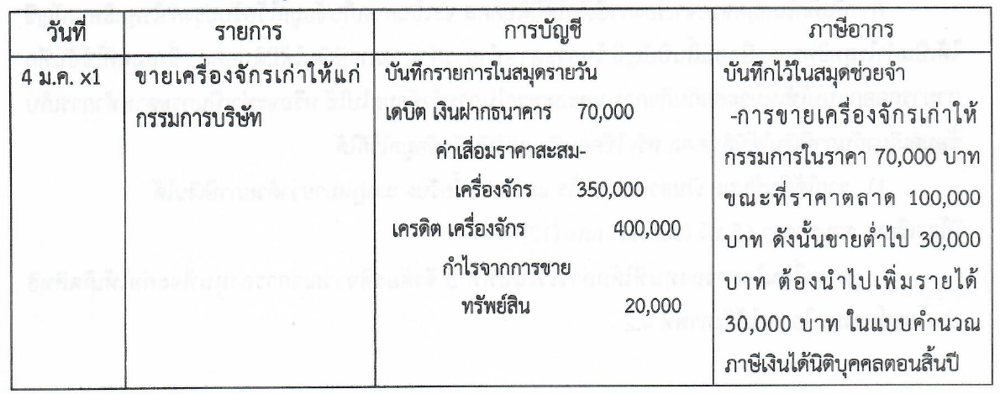 วันที่ รายการ การบัญชี ภาษีอากร
4 ม.ค. x1 ขายเครื่องจักรเก่าให้แก่ บันทึกรายการในสมุดรายวัน บันทึกไว้ในสมุดช่วยจำ
กรรมการบริษัท เดบิต เงินฝากธนาคาร 70,000 -การขายเครื่องจักรเก่าให้
ค่าเสื่อมราคาสะสม- กรรมการในราคา 70,000 บาท
เครื่องจักร 350,000 ขณะที่ราคาตลาด 100,000
เครดิต เครื่องจักร 400,000 บาท ดังนั้นขายต่ำไป 30,000
กำไรจากการขาย บาท ต้องนำไปเพิ่มรายได้
ทรัพย์สิน 20,000 30,000 บาท ในแบบคำนวณ
ภาษีเงินได้นิติบุคคลตอนสิ้นปี